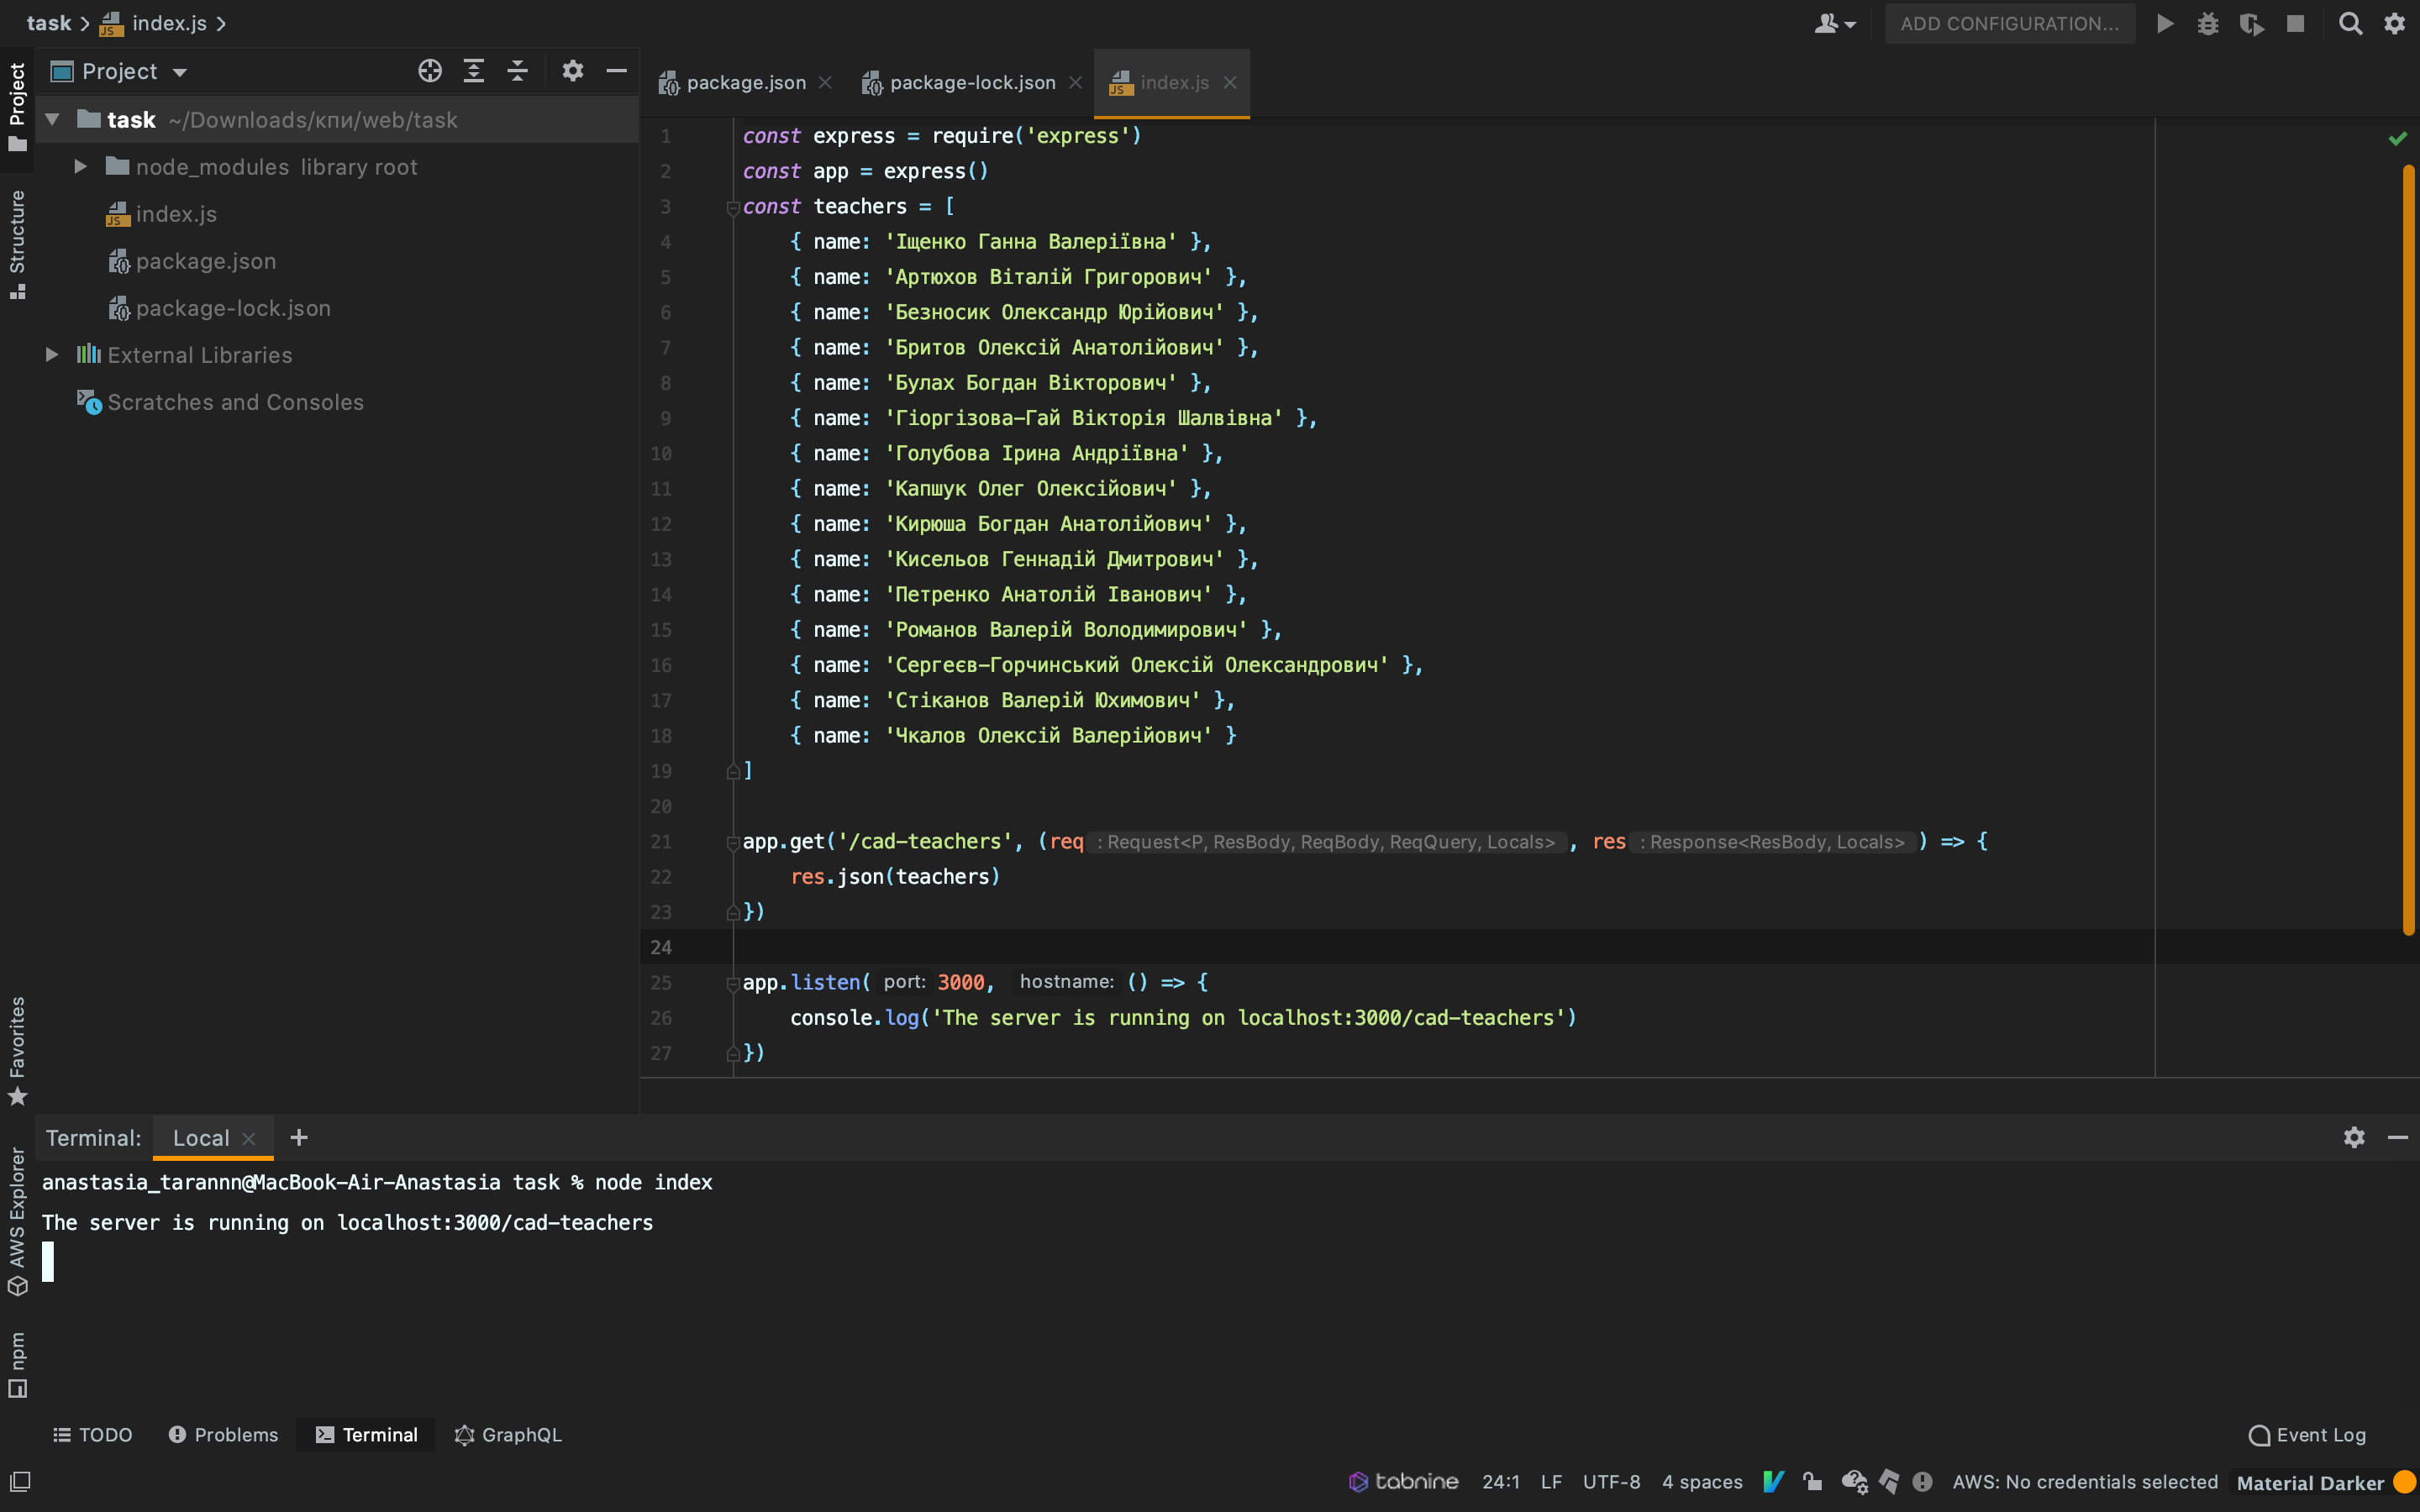 task index.js
ADD CONFIGURATION...
Project
package.json package-lock.json index.js
Project
Structure
Favorites
AWS Explorer
npm
task ~/Downloads/кпи/web/task
node_modules library root
index.js
package.json
package-lock.json
External Libraries
Scratches and Consoles
1 const express = require('express')
2 const app = express()
3 const teachers = [
4 { name: 'Іщенко Ганна Валеріївна' },
5 { name: 'Артюхов Віталій Григорович' },
6 { name: 'Безносик Олександр Юрійович' },
7 { name: 'Бритов Олексій Анатолійович' },
8 { name: 'Булах Богдан Вікторович' },
9 { name: 'Гіоргізова-Гай Вікторія Шалвівна' },
10 { name: 'Голубова Ірина Андріївна' },
11 { name: 'Капшук Олег Олексійович' },
12 { name: 'Кирюша Богдан Анатолійович' },
13 { name: 'Кисельов Геннадій Дмитрович' },
14 { name: 'Петренко Анатолій Іванович' },
15 { name: 'Романов Валерій Володимирович' },
16 { name: 'Сергеєв-Горчинський Олексій Олександрович' },
17 { name: 'Стіканов Валерій Юхимович' },
18 { name: 'Чкалов Олексій Валерійович' }
19 ]
20
21 app.get('/cad-teachers', (req : Request<P, ResBody, ReqBody, ReqQuery, Locals> , res : Response<ResBody, Locals> ) => {
22 res.json(teachers)
23 })
24
25 app.listen( port: 3000, hostname: () => {
26 console.log('The server is running on localhost:3000/cad-teachers')
27 })
Terminal: Local +
anastasia_tarannn@MacBook-Air-Anastasia task % node index
The server is running on localhost:3000/cad-teachers
TODO Problems Terminal GraphQL Event Log
tabnine 24:1 LF UTF-8 4 spaces AWS: No credentials selected Material Darker